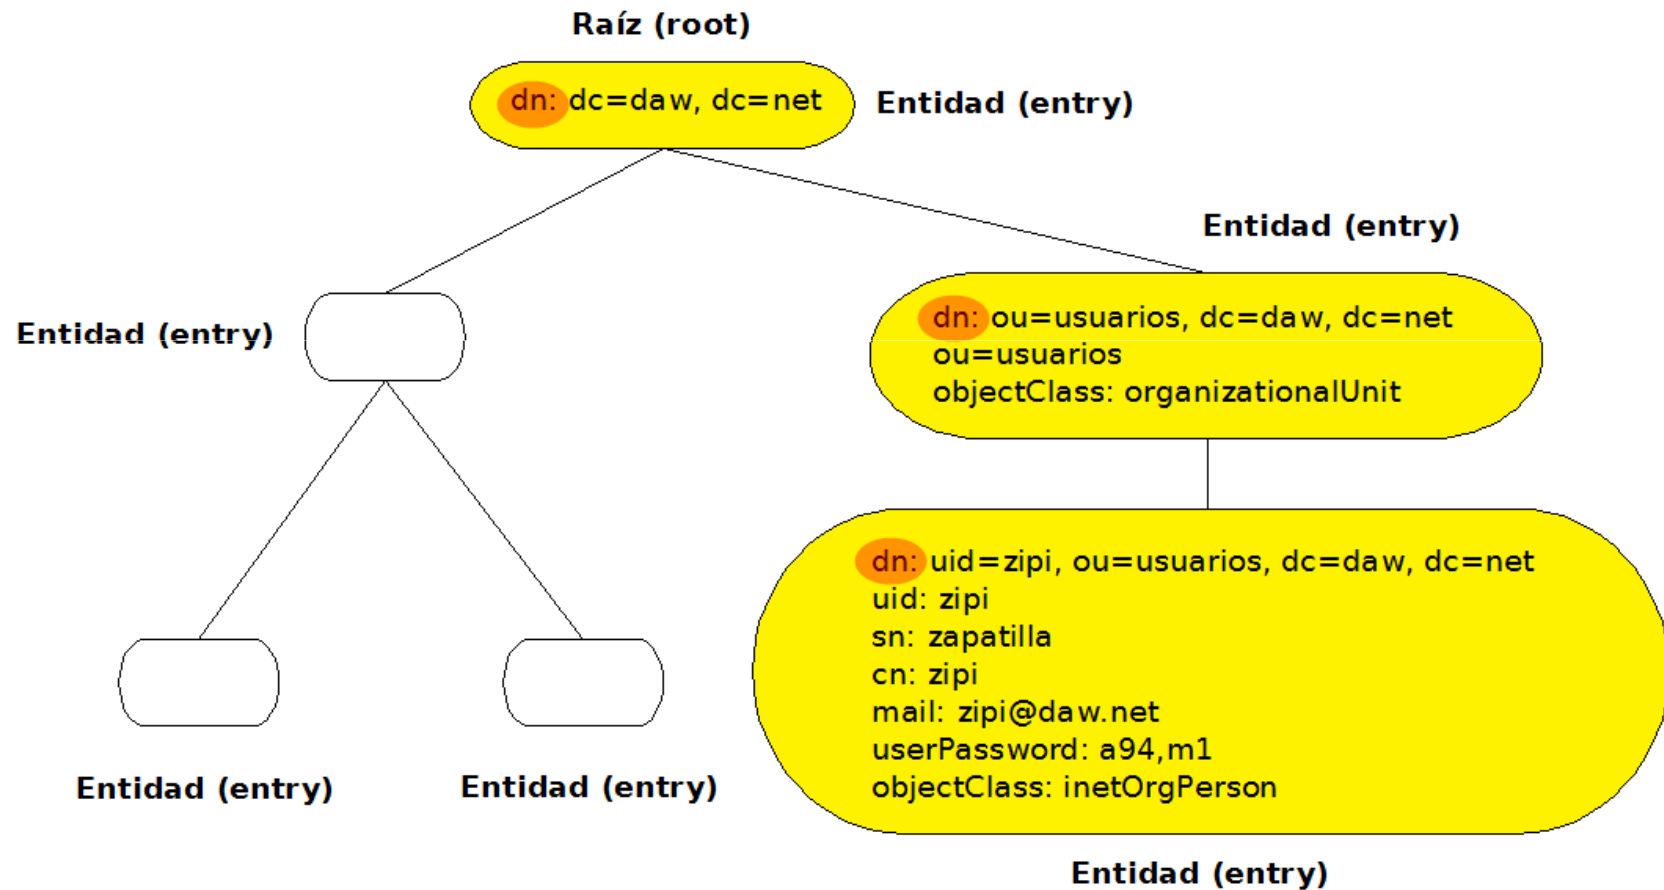 Raíz (root)
dn: dc=daw, dc=net
Entidad (entry)
Entidad (entry)
dn: ou=usuarios, dc=daw, dc=net
ou=usuarios
objectClass: organizationalUnit
Entidad (entry)
dn: uid=zipi, ou=usuarios, dc=daw, dc=net
uid: zipi
sn: zapatilla
cn: zipi
mail: zipi@daw.net
userPassword: a94,m1
objectClass: inetOrgPerson
Entidad (entry)
Entidad (entry)
Entidad (entry)